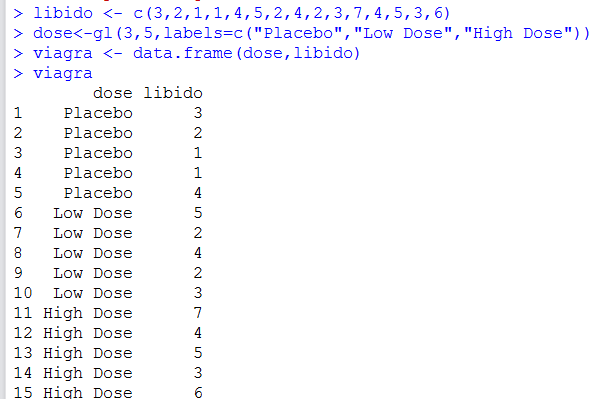 > libido <- c(3,2,1,1,4,5,2,4,2,3,7,4,5,3,6)
> dose<-gl(3,5,labels=c("Placebo","Low Dose","High Dose"))
> viagra <- data.frame(dose,libido)
> viagra
        dose libido
1    Placebo      3
2    Placebo      2
3    Placebo      1
4    Placebo      1
5    Placebo      4
6   Low Dose      5
7   Low Dose      2
8   Low Dose      4
9   Low Dose      2
10  Low Dose      3
11 High Dose      7
12 High Dose      4
13 High Dose      5
14 High Dose      3
15 High Dose      6